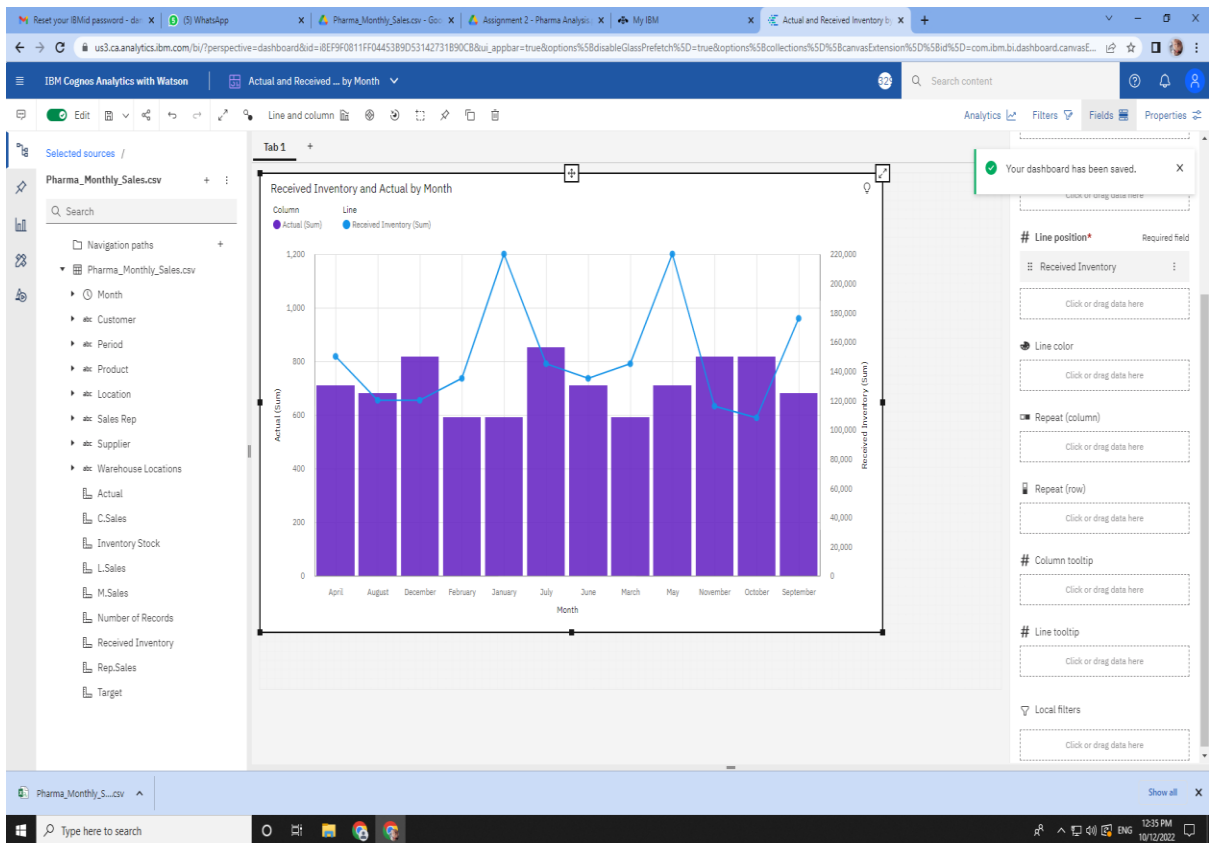 Reset your IBMid password - dan X
(5) WhatsApp X
Pharma_Monthly_Sales.csv - Goo X
Assignment 2 - Pharma Analysis. X
My IBM X
Actual and Received Inventory by X +
us3.ca.analytics.ibm.com/bi/?perspective=dashboard&id=i8EF9F0811FF04453B9D53142731B90CB&ui_appbar=true&options%5BdisableGlassPrefetch%5D=true&options%5Bcollections%5D%5BcanvasExtension%5D%5Bid%5D=com.ibm.bi.dashboard.canvasE...
IBM Cognos Analytics with Watson
Actual and Received ... by Month
Search content
Edit
Line and column
Analytics
Filters
Fields
Properties
Selected sources /
Pharma_Monthly_Sales.csv + :
Search
Navigation paths +
Pharma_Monthly_Sales.csv
Month
abc Customer
abc Period
abc Product
abc Location
abc Sales Rep
abc Supplier
abc Warehouse Locations
Actual
C.Sales
Inventory Stock
L.Sales
M.Sales
Number of Records
Received Inventory
Rep.Sales
Target
Tab 1 +
Received Inventory and Actual by Month
Column Line
Actual (Sum) Received Inventory (Sum)
1,200
1,000
800
600
400
200
0
Actual (Sum)
220,000
200,000
180,000
160,000
140,000
120,000
100,000
80,000
60,000
40,000
20,000
0
Received Inventory (Sum)
April August December February January July June March May November October September
Month
Your dashboard has been saved. X
Click or drag data here
# Line position* Required field
Received Inventory
Click or drag data here
Line color
Click or drag data here
Repeat (column)
Click or drag data here
Repeat (row)
Click or drag data here
# Column tooltip
Click or drag data here
# Line tooltip
Click or drag data here
Local filters
Click or drag data here
Pharma_Monthly_S....csv
Show all X
Type here to search
ENG
12:35 PM
10/12/2022